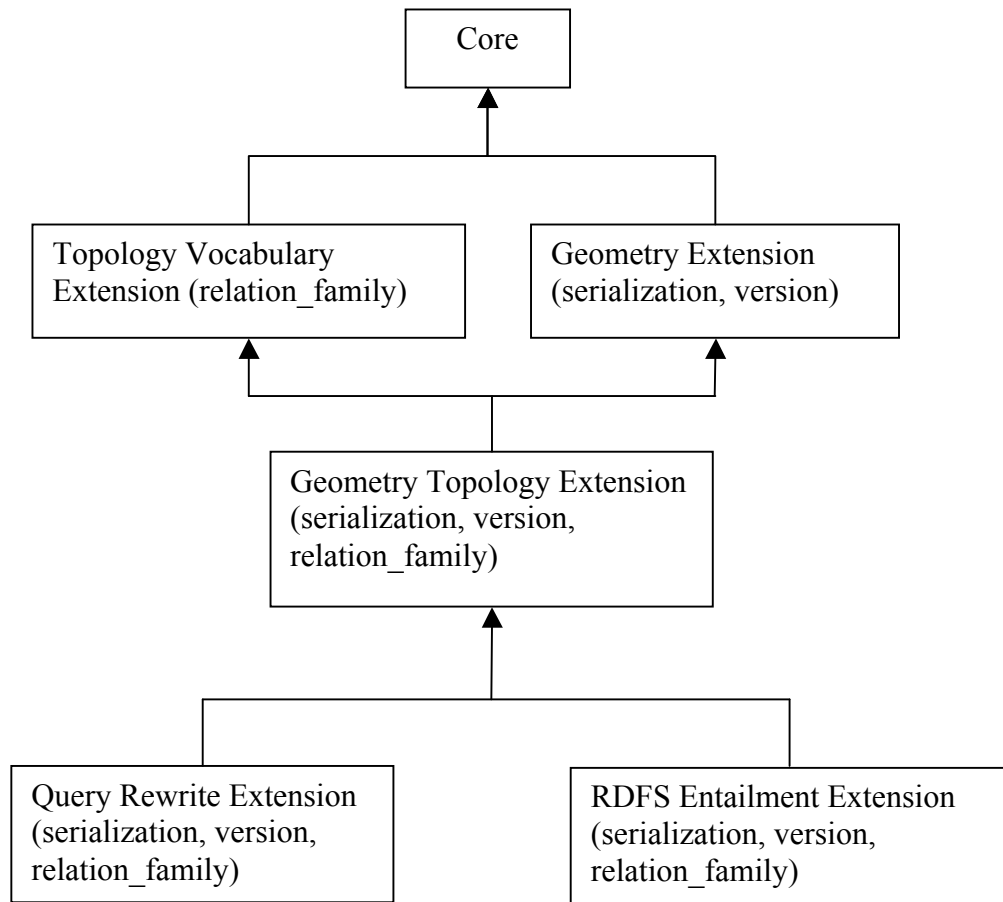 Core
Topology Vocabulary
Extension (relation_family)
Geometry Extension
(serialization, version)
Geometry Topology Extension
(serialization, version,
relation_family)
Query Rewrite Extension
(serialization, version,
relation_family)
RDFS Entailment Extension
(serialization, version,
relation_family)